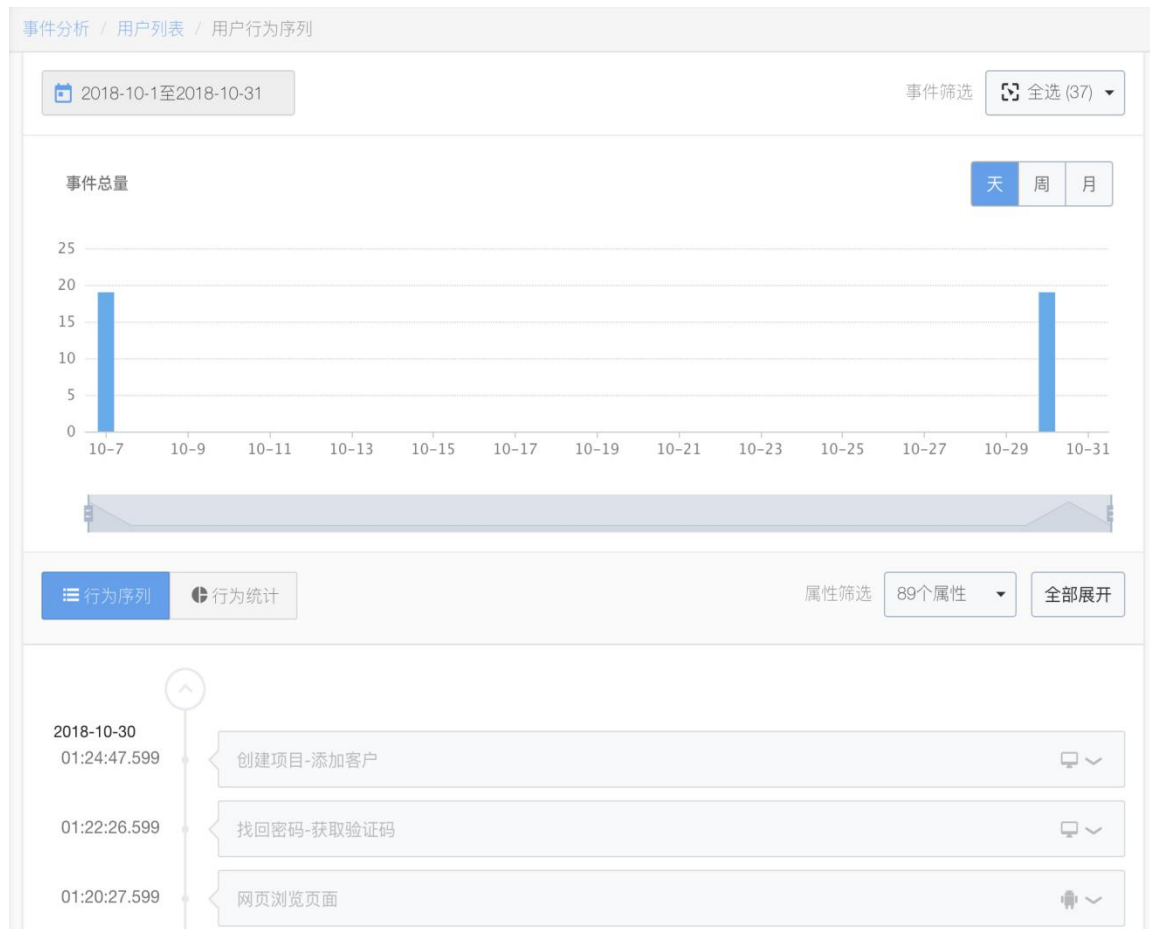 事件分析 / 用户列表 / 用户行为序列
2018-10-1至2018-10-31 事件筛选 全选 (37)
事件总量 天 周 月
25
20
15
10
5
0
10-7 10-9 10-11 10-13 10-15 10-17 10-19 10-21 10-23 10-25 10-27 10-29 10-31
行为序列 行为统计 属性筛选 89个属性 全部展开
2018-10-30
01:24:47.599 创建项目-添加客户
01:22:26.599 找回密码-获取验证码
01:20:27.599 网页浏览页面